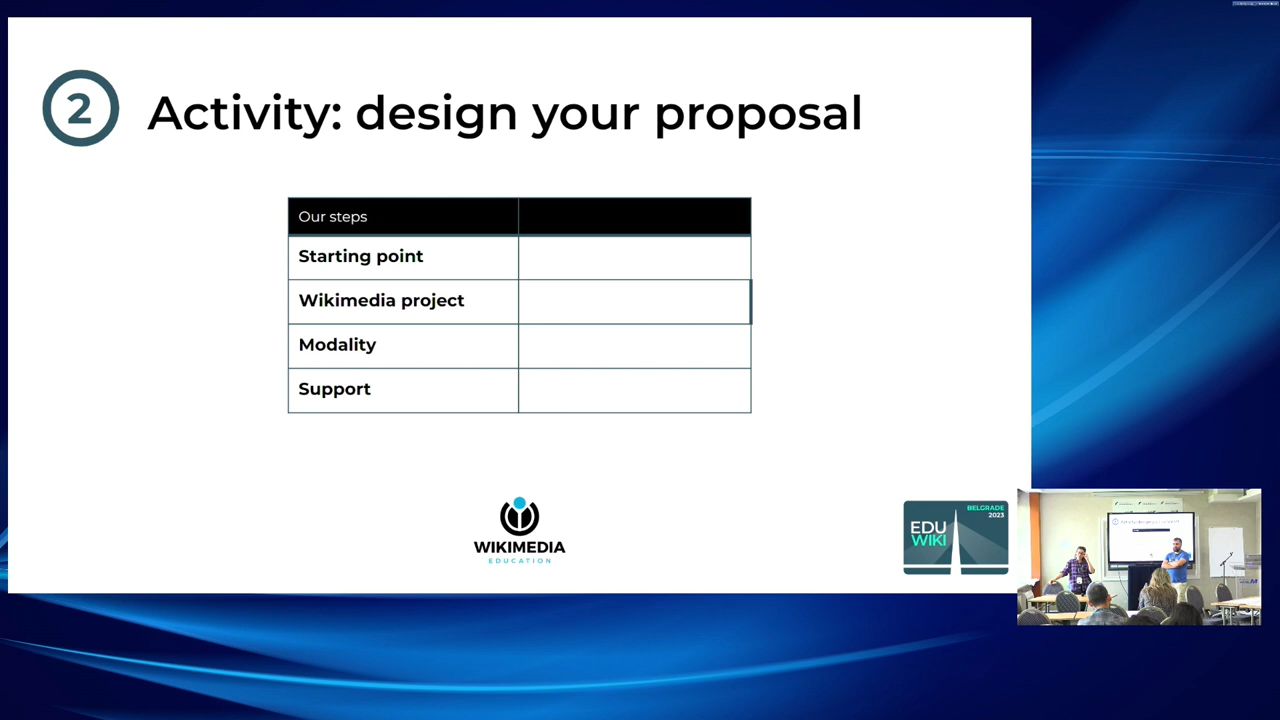 2
Activity: design your proposal
Our steps
Starting point
Wikimedia project
Modality
Support
WIKIMEDIA
EDUCATION
BELGRADE
2023
EDU
WIKI